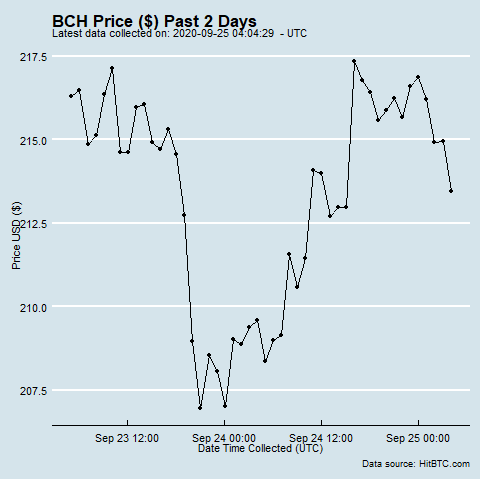 BCH Price ($) Past 2 Days
Latest data collected on: 2020-09-25 04:04:29 - UTC
217.5
215.0
212.5
210.0
207.5
Price USD ($)
Sep 23 12:00 Sep 24 00:00 Sep 24 12:00 Sep 25 00:00
Date Time Collected (UTC)
Data source: HitBTC.com